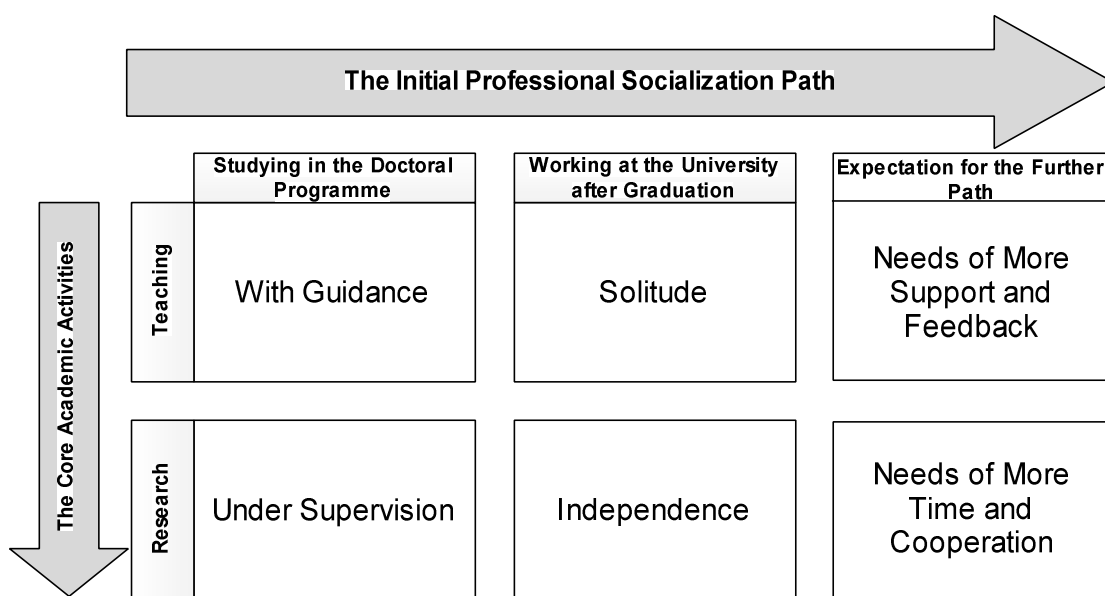 The Initial Professional Socialization Path
Studying in the Doctoral
Programme
Working at the University
after Graduation
Expectation for the Further
Path
The Core Academic Activities
Teaching
With Guidance
Solitude
Needs of More
Support and
Feedback
Research
Under Supervision
Independence
Needs of More
Time and
Cooperation